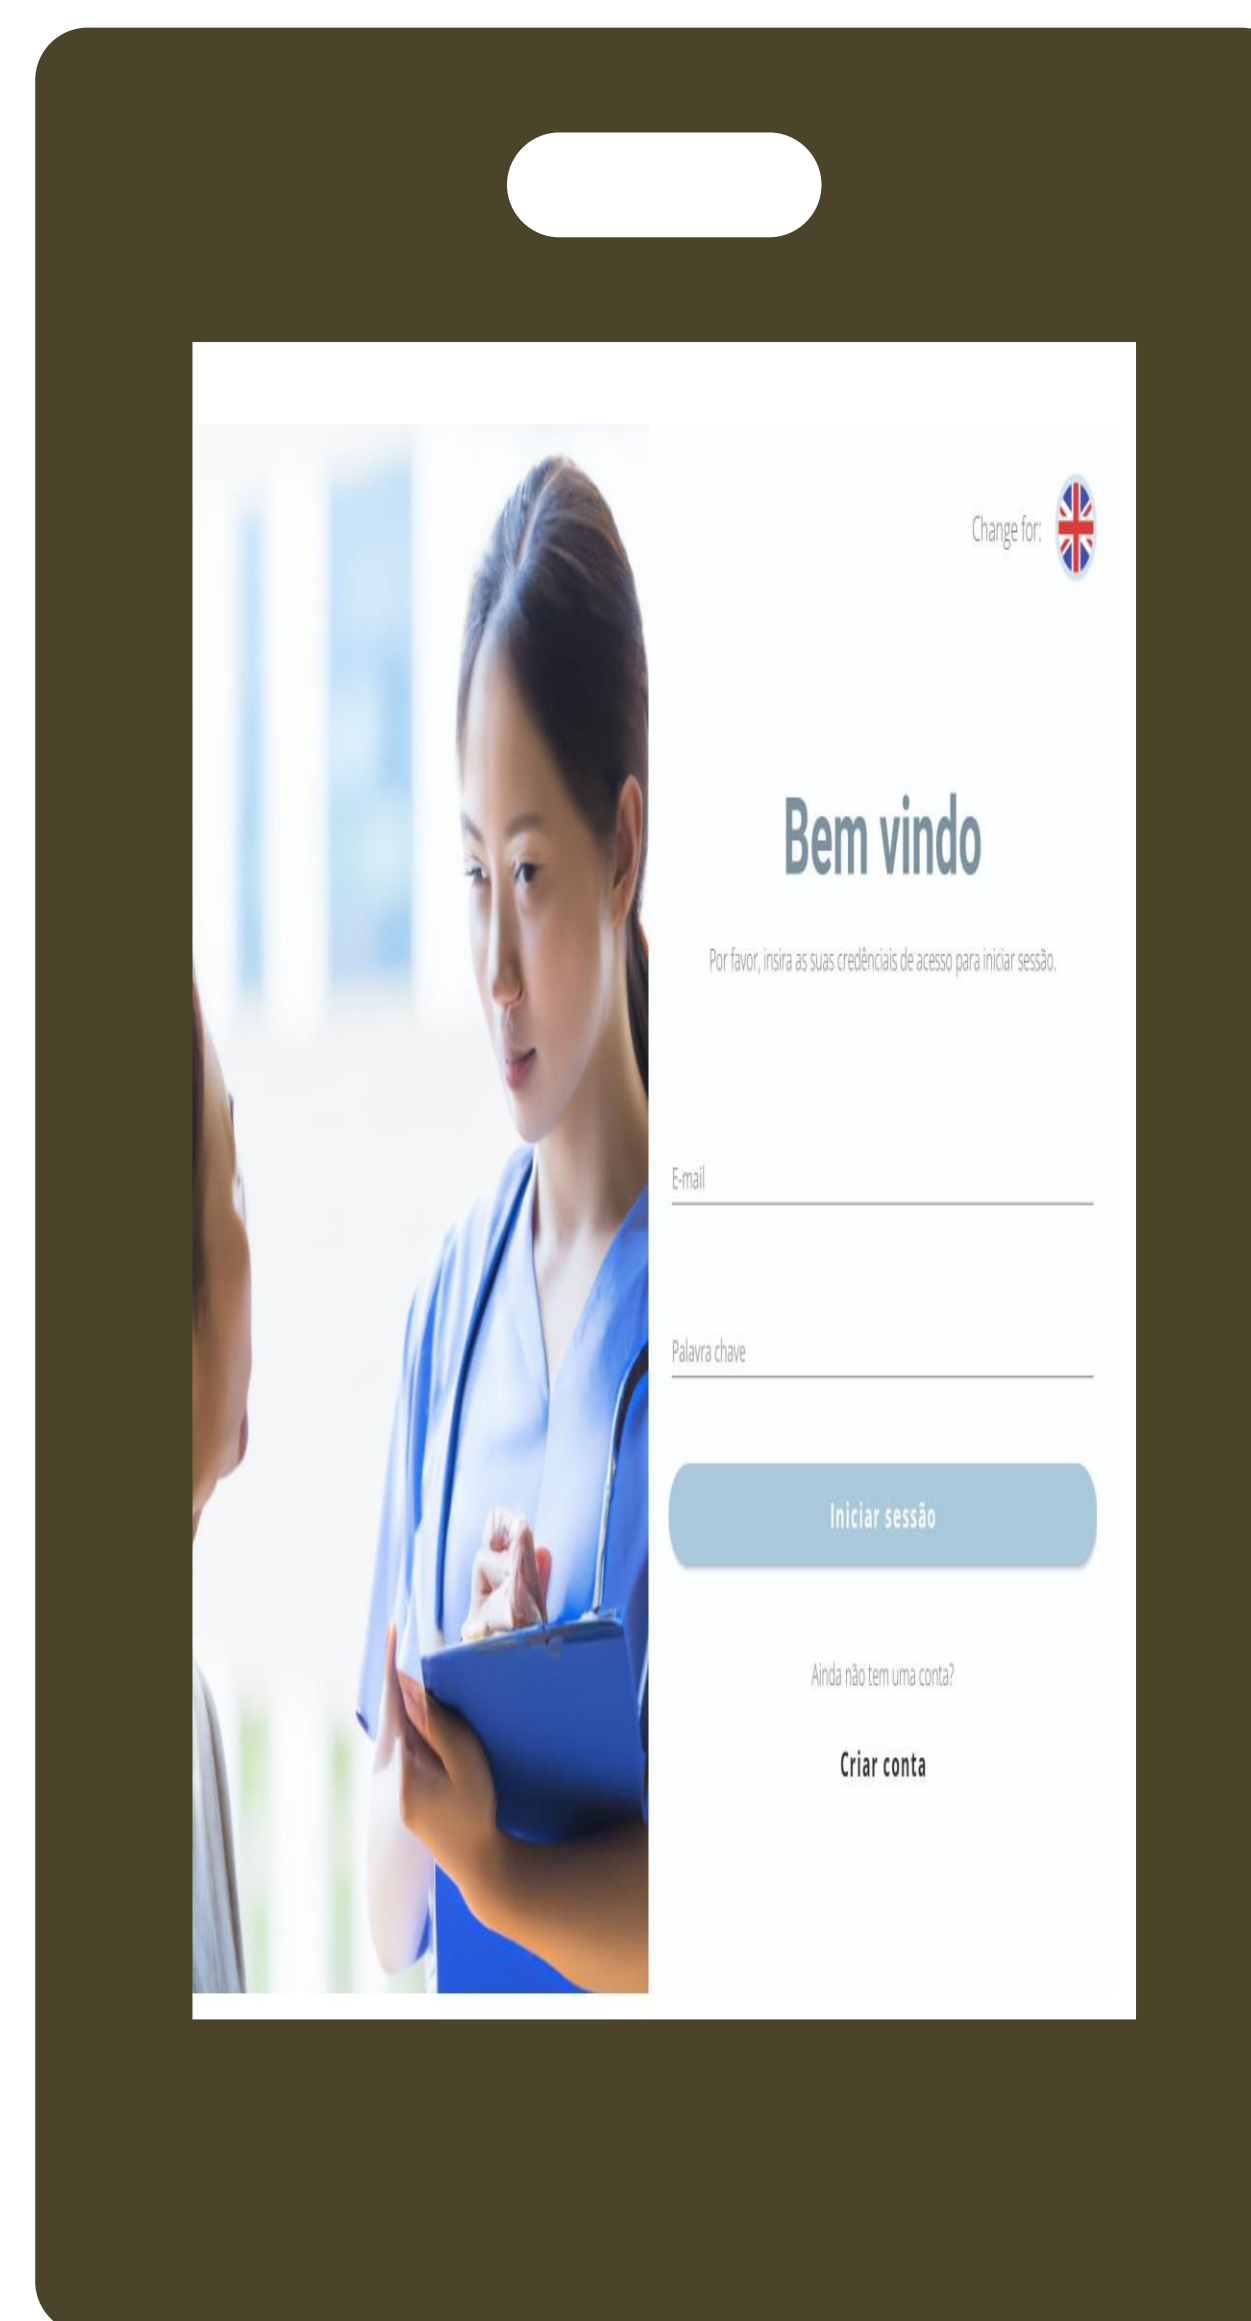 Change for:
Bem vindo
Por favor, insira as suas credênciais de acesso para iniciar sessão.
E-mail
Palavra chave
Iniciar sessão
Ainda não tem uma conta?
Criar conta